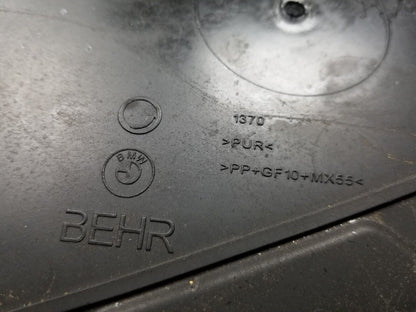 1370
>PUR<
BMW
>PP+GF10+MX55<
BEHR